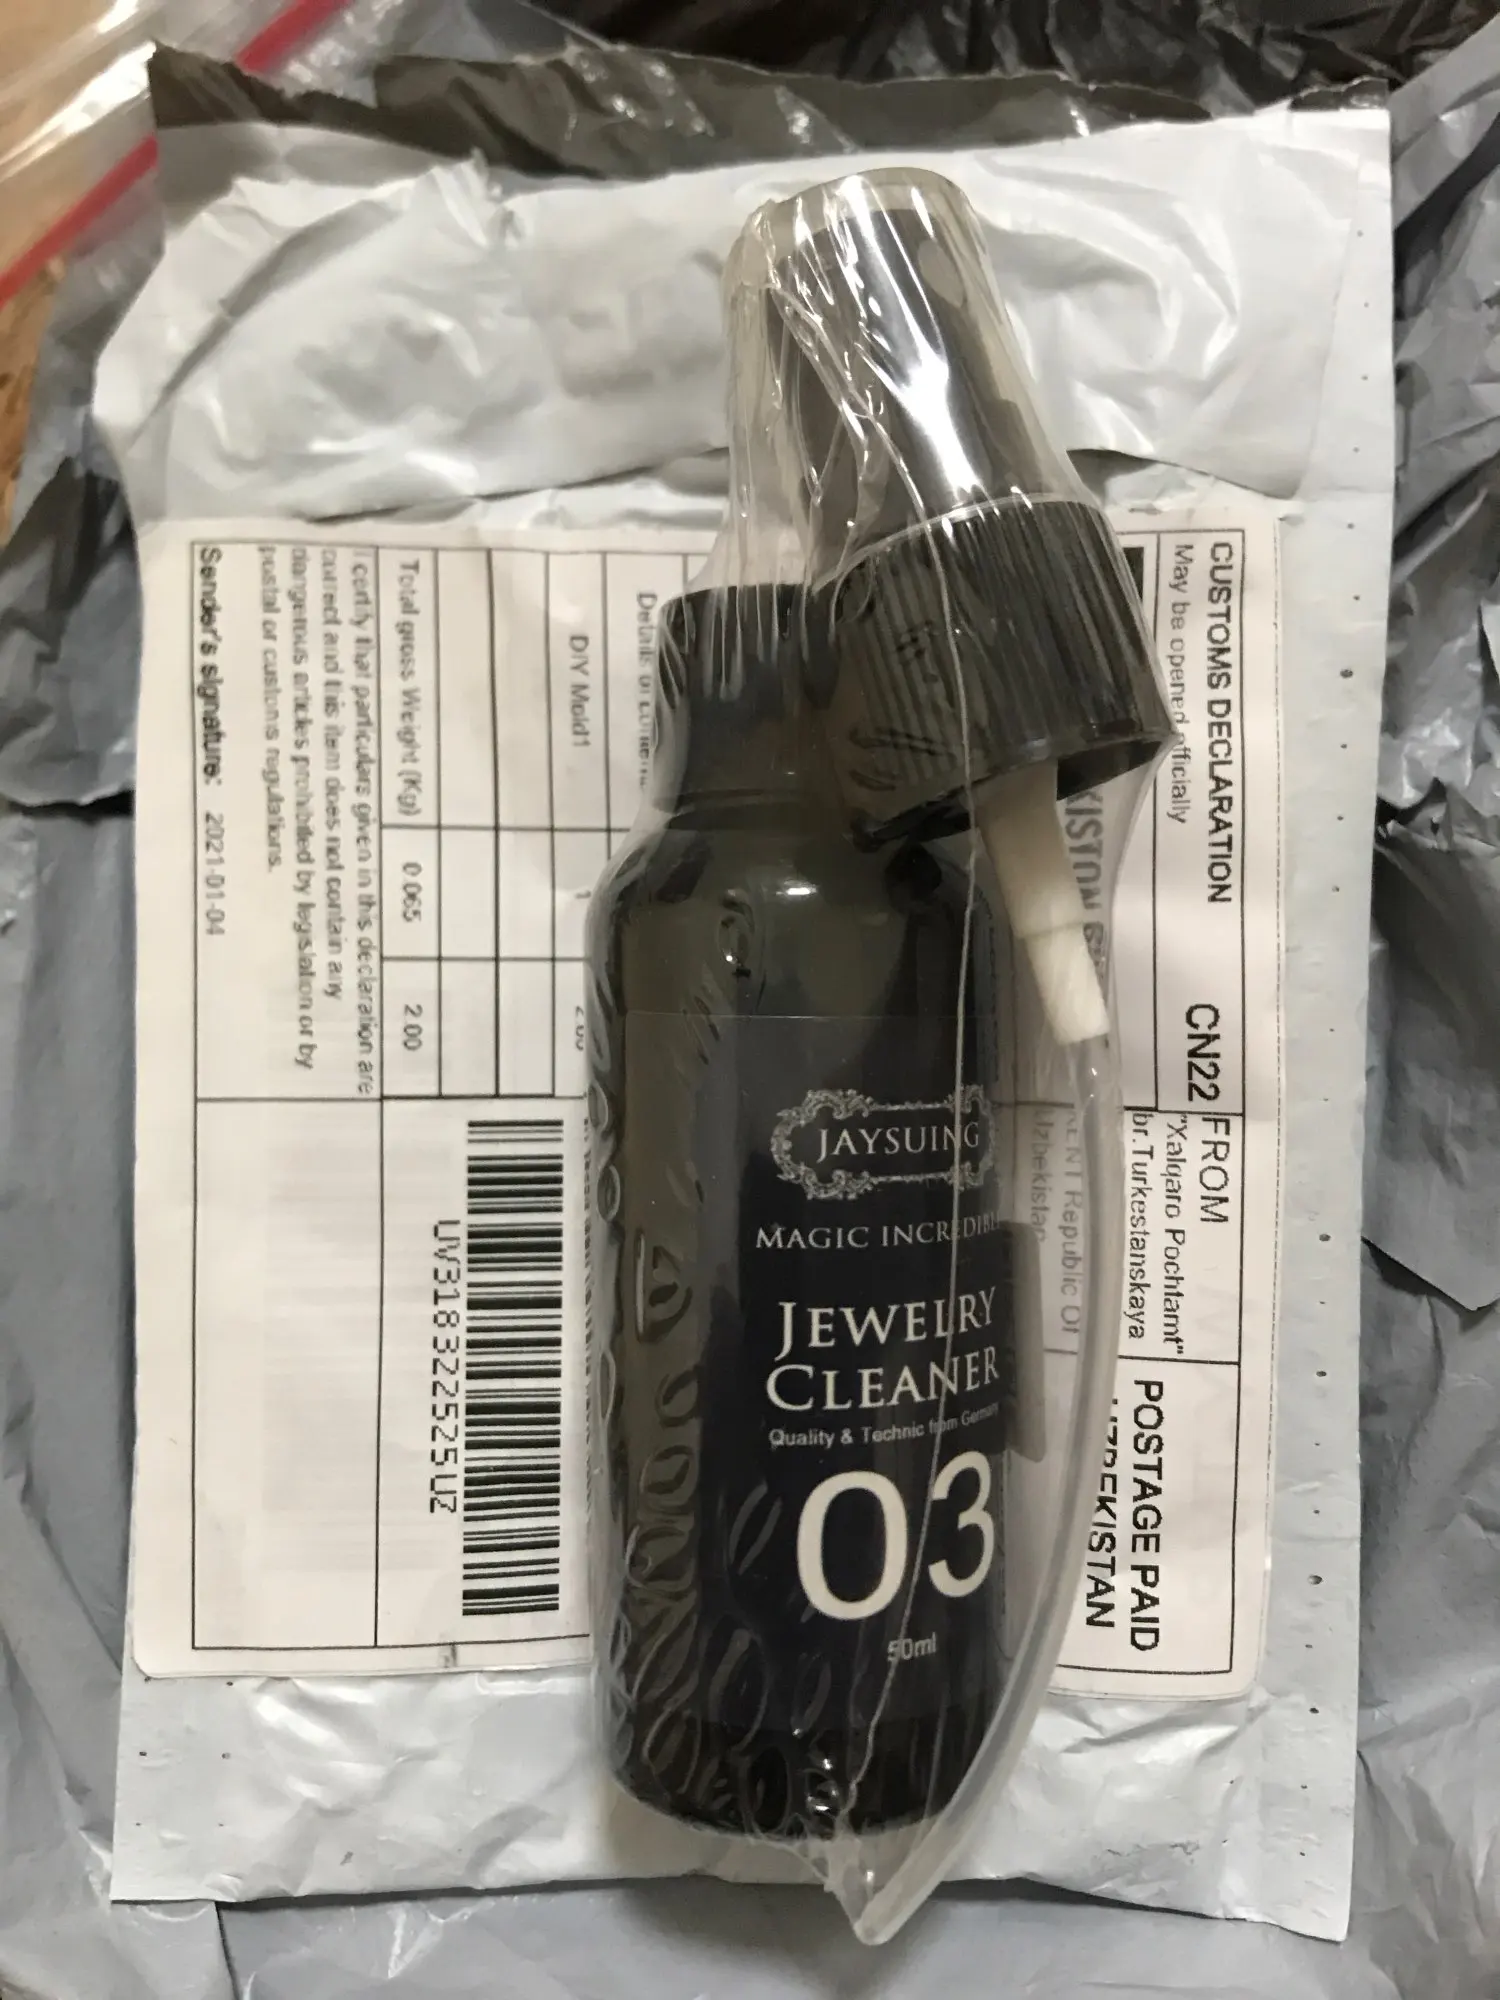 JAYSUING
MAGIC INCREDIBLE
JEWELRY
CLEANER
Quality & Technic from Germany
03
50ml
CUSTOMS DECLARATION
May be opened officially
CN22
FROM
"Xalqaro Pochtamt"
br.Turkestanskaya
Republic Of
Uzbekistan
POSTAGE PAID
UZBEKISTAN
DIY Mold1
1
2.00
Total gross Weight (Kg)
0.065
2.00
I certify that particulars given in this declaration are
correct and this item does not contain any
dangerous articles prohibited by legislation or by
postal or customs regulations.
Sender's signature: 2021-01-04
UV318322525UZ